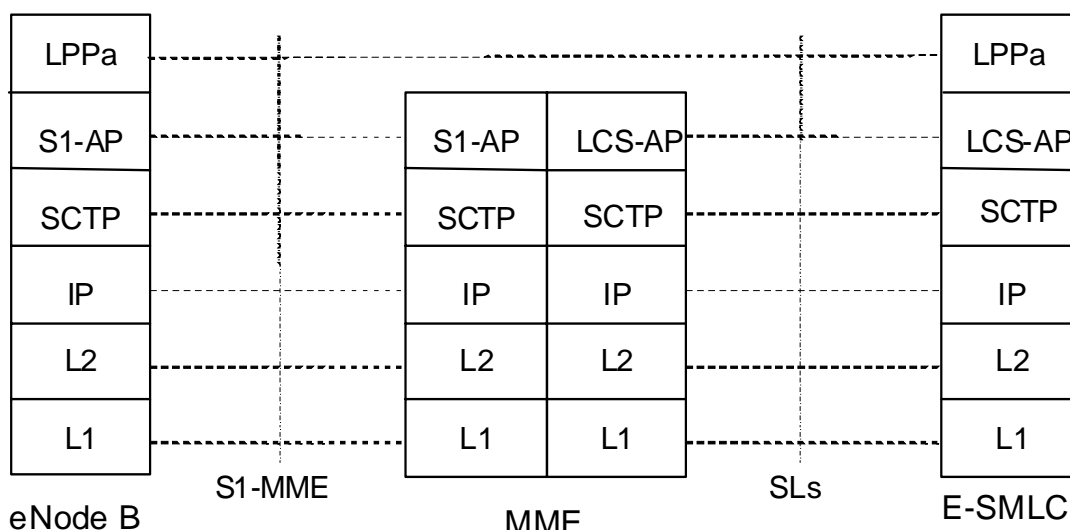 LPPa
LPPa
S1-AP
S1-AP
LCS-AP
LCS-AP
SCTP
SCTP
SCTP
SCTP
IP
IP
IP
IP
L2
L2
L2
L2
L1
L1
L1
L1
S1-MME
SLs
eNode B
MME
E-SMLC